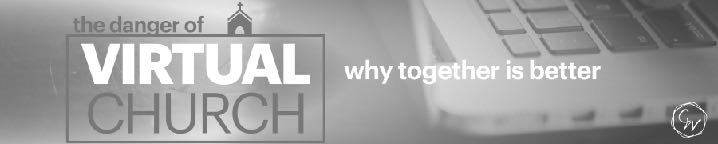 the danger of
VIRTUAL
CHURCH
why together is better